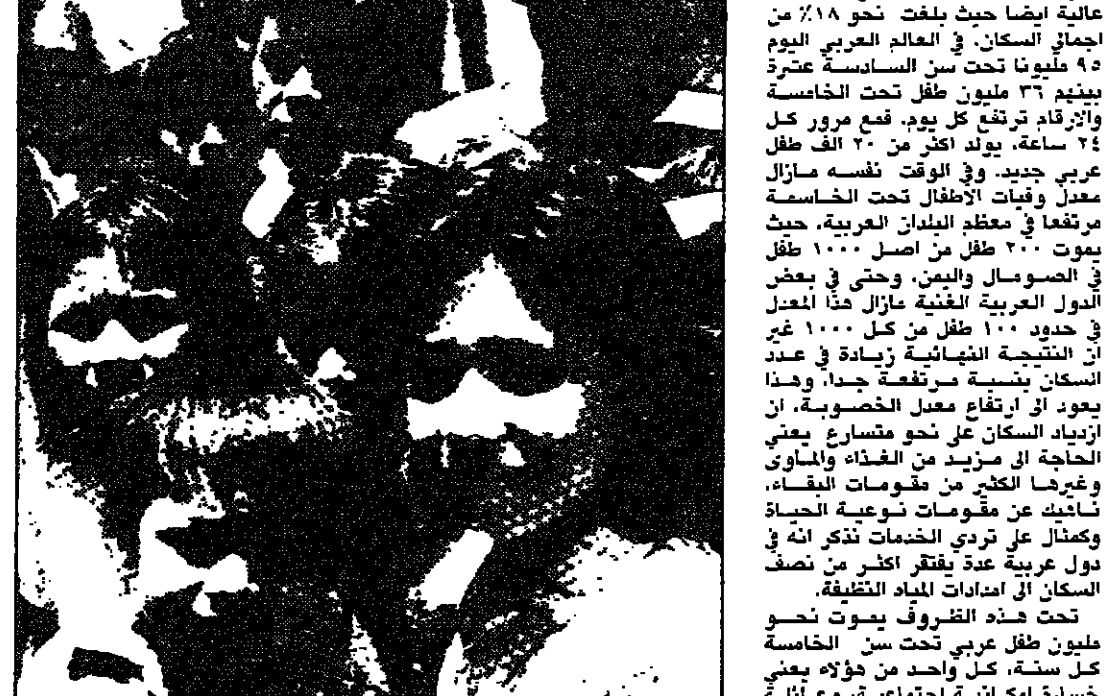 عالية ايضا حيث بلغت نحو ١٨٪ من
اجمالي السكان. في العالم العربي اليوم
٩٥ مليونا تحت سن السادسة عشرة
بينهم ٣٦ مليون طفل تحت الخامسة
والارقام ترتفع كل يوم. فمع مرور كل
٢٤ ساعة، يولد اكثر من ٢٠ الف طفل
عربي جديد. وفي الوقت نفسه مازال
معدل وفيات الأطفال تحت الخامسة
مرتفعا في معظم البلدان العربية، حيث
يموت ٢٠٠ طفل من اصل ١٠٠٠ طفل
في الصومال واليمن. وحتى في بعض
الدول العربية الغنية مازال هذا المعدل
في حدود ١٠٠ طفل من كل ١٠٠٠ غير
ان النتيجة النهائية زيادة في عدد
السكان بنسبة مرتفعة جدا، وهذا
يعود الى ارتفاع معدل الخصوبة، ان
ازدياد السكان على نحو متسارع يعني
الحاجة الى مزيد من الغذاء والماوى
وغيرها الكثير من مقومات البقاء،
ناهيك عن مقومات نوعية الحياة
وكمثال على تردي الخدمات نذكر انه في
دول عربية عدة يفتقر اكثر من نصف
السكان الى امدادات المياه النظيفة.
تحت هذه الظروف يموت نحو
مليون طفل عربي تحت سن الخامسة
كل سنة، كل واحد من هؤلاء يعني